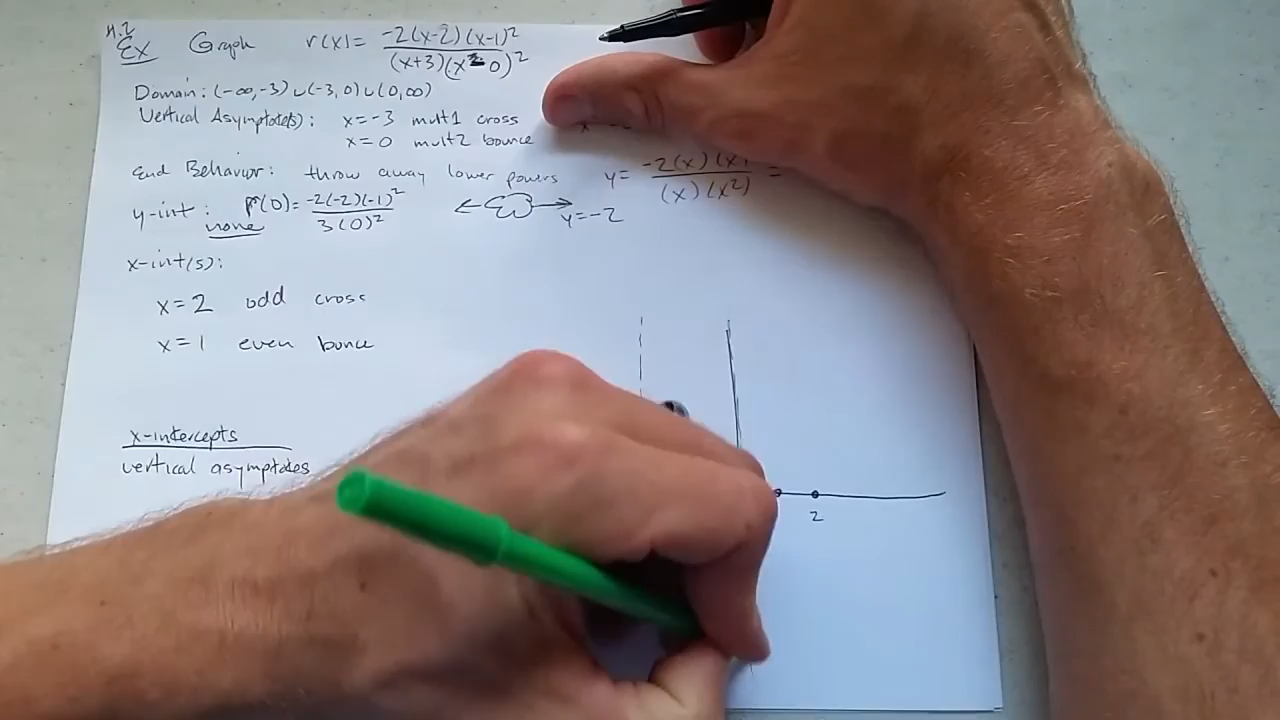 4.2
Ex Graph r(x) = -2(x-2)(x-1)² / (x+3)(x-0)²
Domain: (-∞,-3)∪(-3,0)∪(0,∞)
Vertical Asymptote(s): x=-3 mult1 cross
x=0 mult2 bounce
End Behavior: throw away lower powers y= -2(x)(x / (x)(x²) =
y-int: r(0)= -2(-2)(-1)² / 3(0)²
none
y=-2
x-int(s):
x=2 odd cross
x=1 even bounce
x-intercepts
vertical asymptotes
2